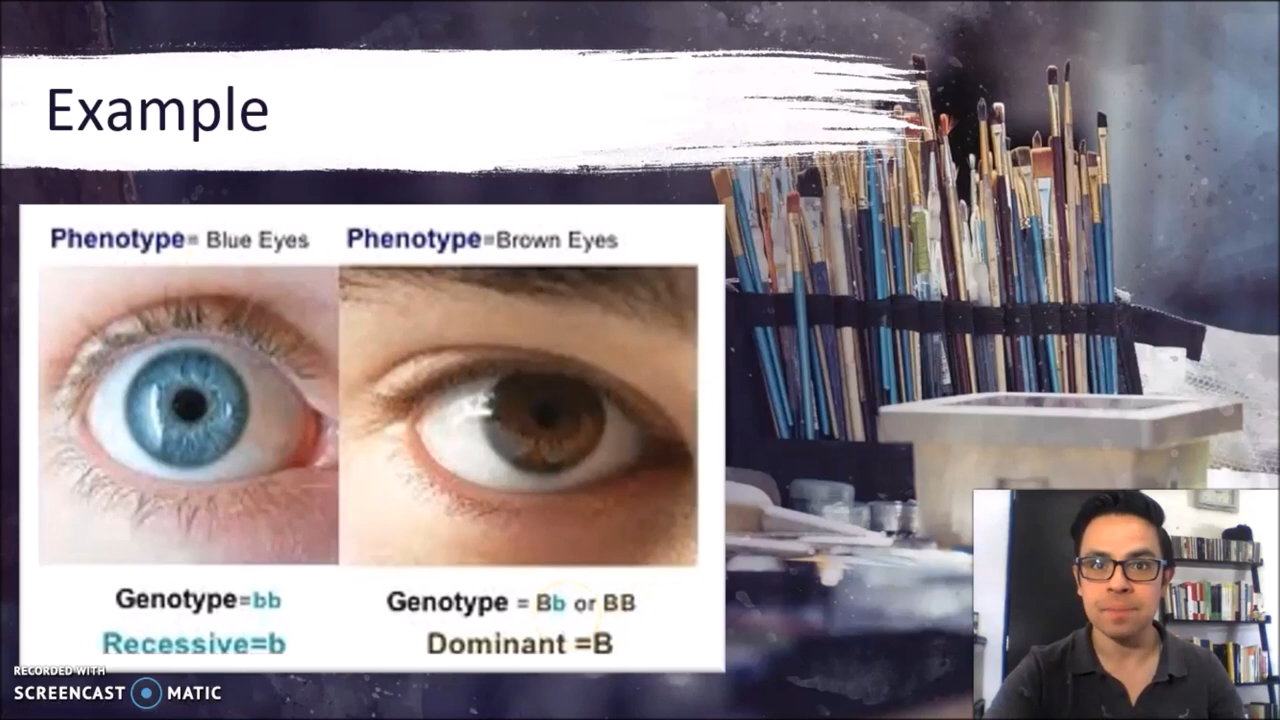 Example
Phenotype= Blue Eyes
Phenotype=Brown Eyes
Genotype=bb
Genotype = Bb or BB
Recessive=b
Dominant =B
RECORDED WITH
SCREENCAST MATIC